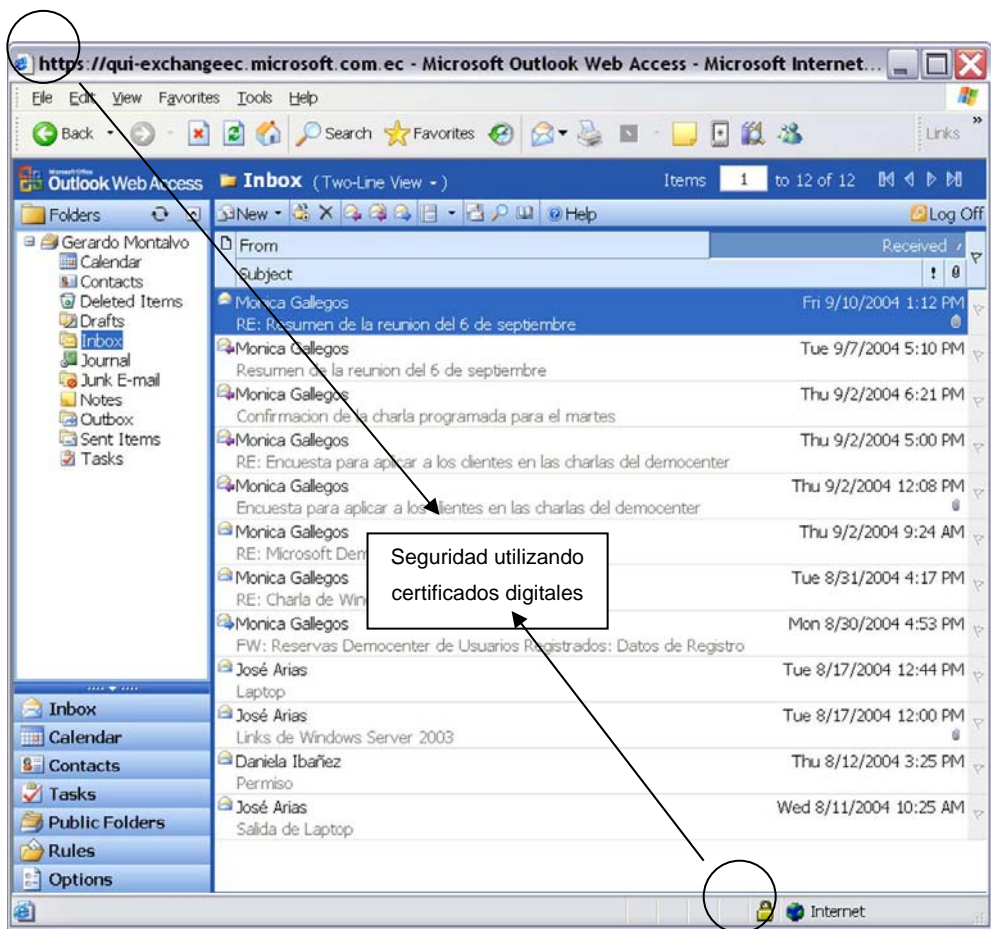 https://qui-exchangeec.microsoft.com.ec - Microsoft Outlook Web Access - Microsoft Internet...
File Edit View Favorites Tools Help
Back Search Favorites Links »
Microsoft Office
Outlook Web Access Inbox (Two-Line View -) Items 1 to 12 of 12
Folders New Help Log Off
Gerardo Montalvo
Calendar
Contacts
Deleted Items
Drafts
Inbox
Journal
Junk E-mail
Notes
Outbox
Sent Items
Tasks
From Received
Subject
Monica Gallegos Fri 9/10/2004 1:12 PM
RE: Resumen de la reunion del 6 de septiembre
Monica Gallegos Tue 9/7/2004 5:10 PM
Resumen de la reunion del 6 de septiembre
Monica Gallegos Thu 9/2/2004 6:21 PM
Confirmacion de la charla programada para el martes
Monica Gallegos Thu 9/2/2004 5:00 PM
RE: Encuesta para aplicar a los clientes en las charlas del democenter
Monica Gallegos Thu 9/2/2004 12:08 PM
Encuesta para aplicar a los clientes en las charlas del democenter
Monica Gallegos Thu 9/2/2004 9:24 AM
RE: Microsoft Dem
Monica Gallegos Tue 8/31/2004 4:17 PM
RE: Charla de Win
Monica Gallegos Mon 8/30/2004 4:53 PM
FW: Reservas Democenter de Usuarios Registrados: Datos de Registro
José Arias Tue 8/17/2004 12:44 PM
Laptop
José Arias Tue 8/17/2004 12:00 PM
Links de Windows Server 2003
Daniela Ibañez Thu 8/12/2004 3:25 PM
Permiso
José Arias Wed 8/11/2004 10:25 AM
Salida de Laptop
Seguridad utilizando
certificados digitales
Inbox
Calendar
Contacts
Tasks
Public Folders
Rules
Options
Internet